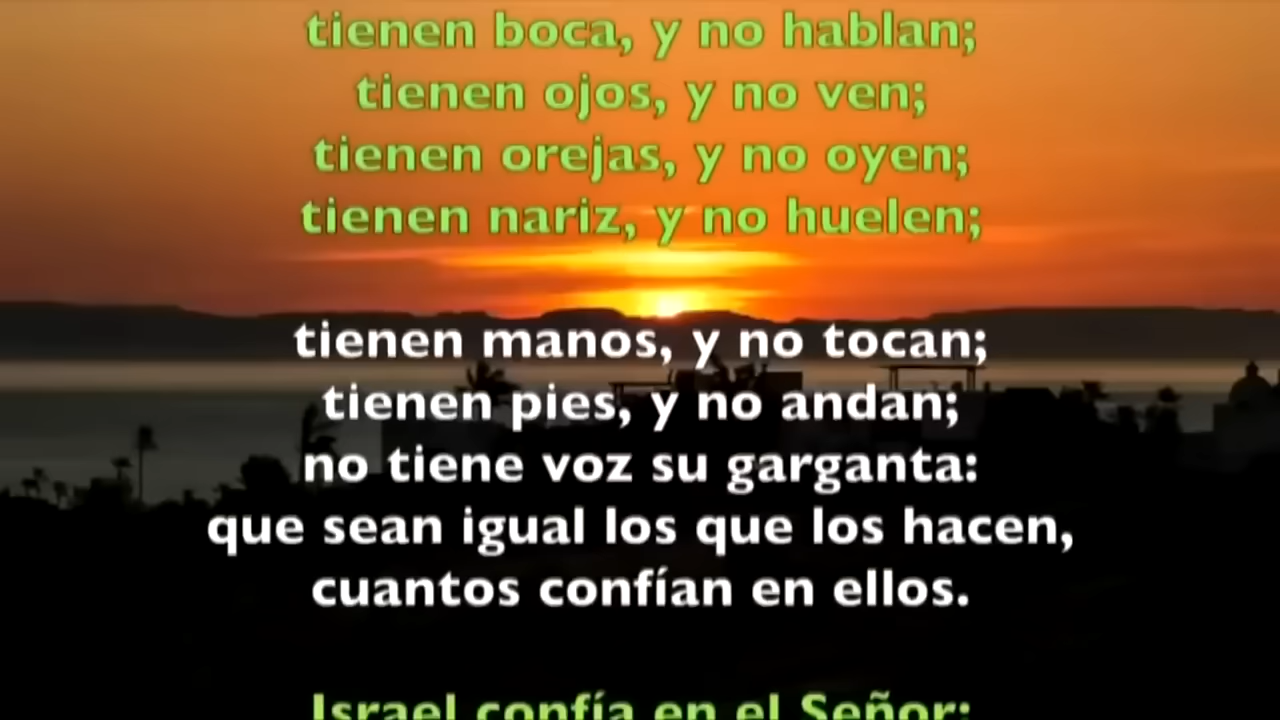 tienen boca, y no hablan;
tienen ojos, y no ven;
tienen orejas, y no oyen;
tienen nariz, y no huelen;
tienen manos, y no tocan;
tienen pies, y no andan;
no tiene voz su garganta:
que sean igual los que los hacen,
cuantos confían en ellos.
Israel confía en el Señor: